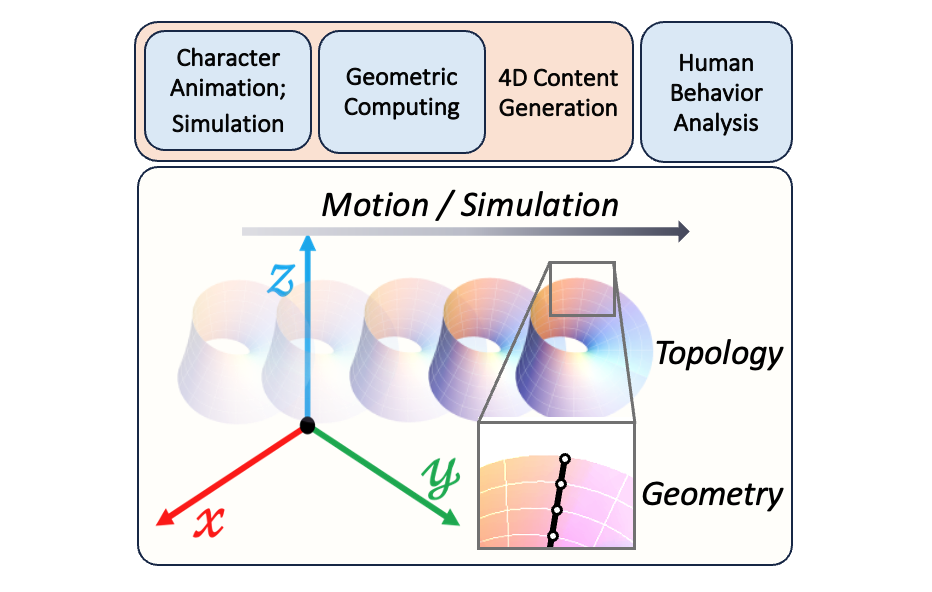 Character
Animation;
Simulation
Geometric
Computing
4D Content
Generation
Human
Behavior
Analysis
Motion / Simulation
z
Topology
y
Geometry
x